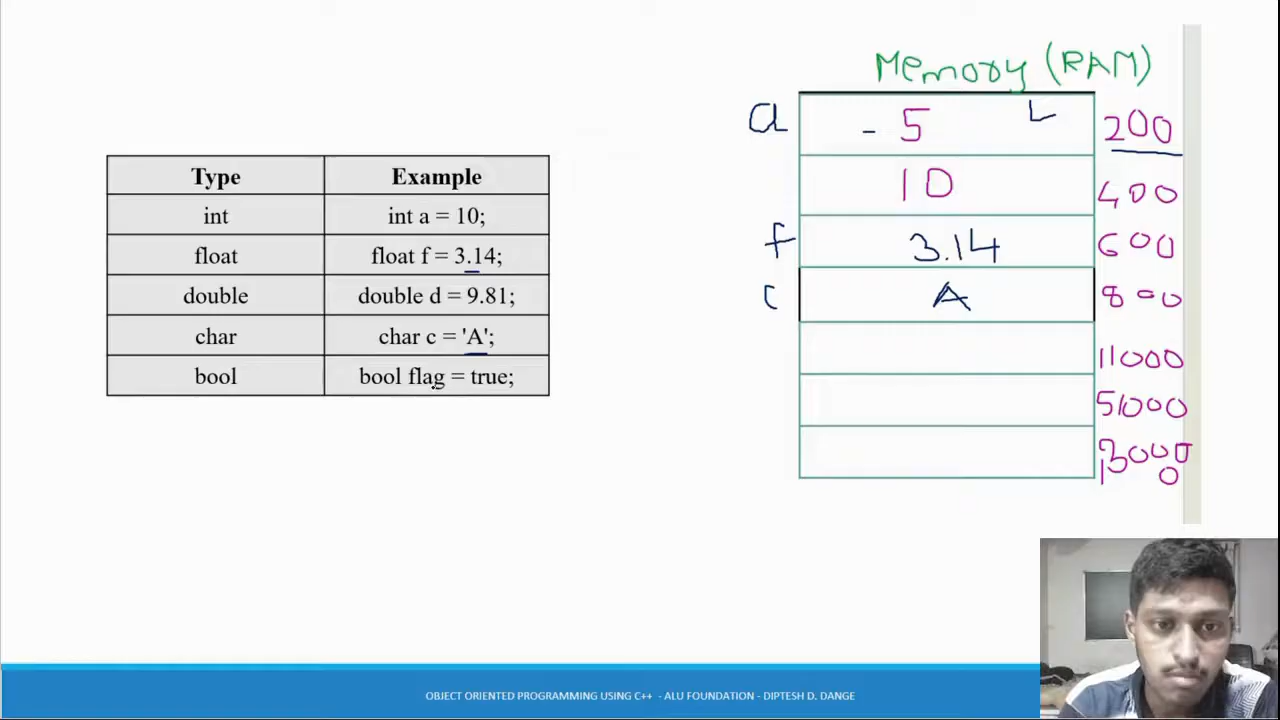 Memory (RAM)
a - 5 200
10 400
f 3.14 600
c A 800
11000
51000
Type Example
int int a = 10;
float float f = 3.14;
double double d = 9.81;
char char c = 'A';
bool bool flag = true;
OBJECT ORIENTED PROGRAMMING USING C++ - ALU FOUNDATION - DIPTESH D. DANGE